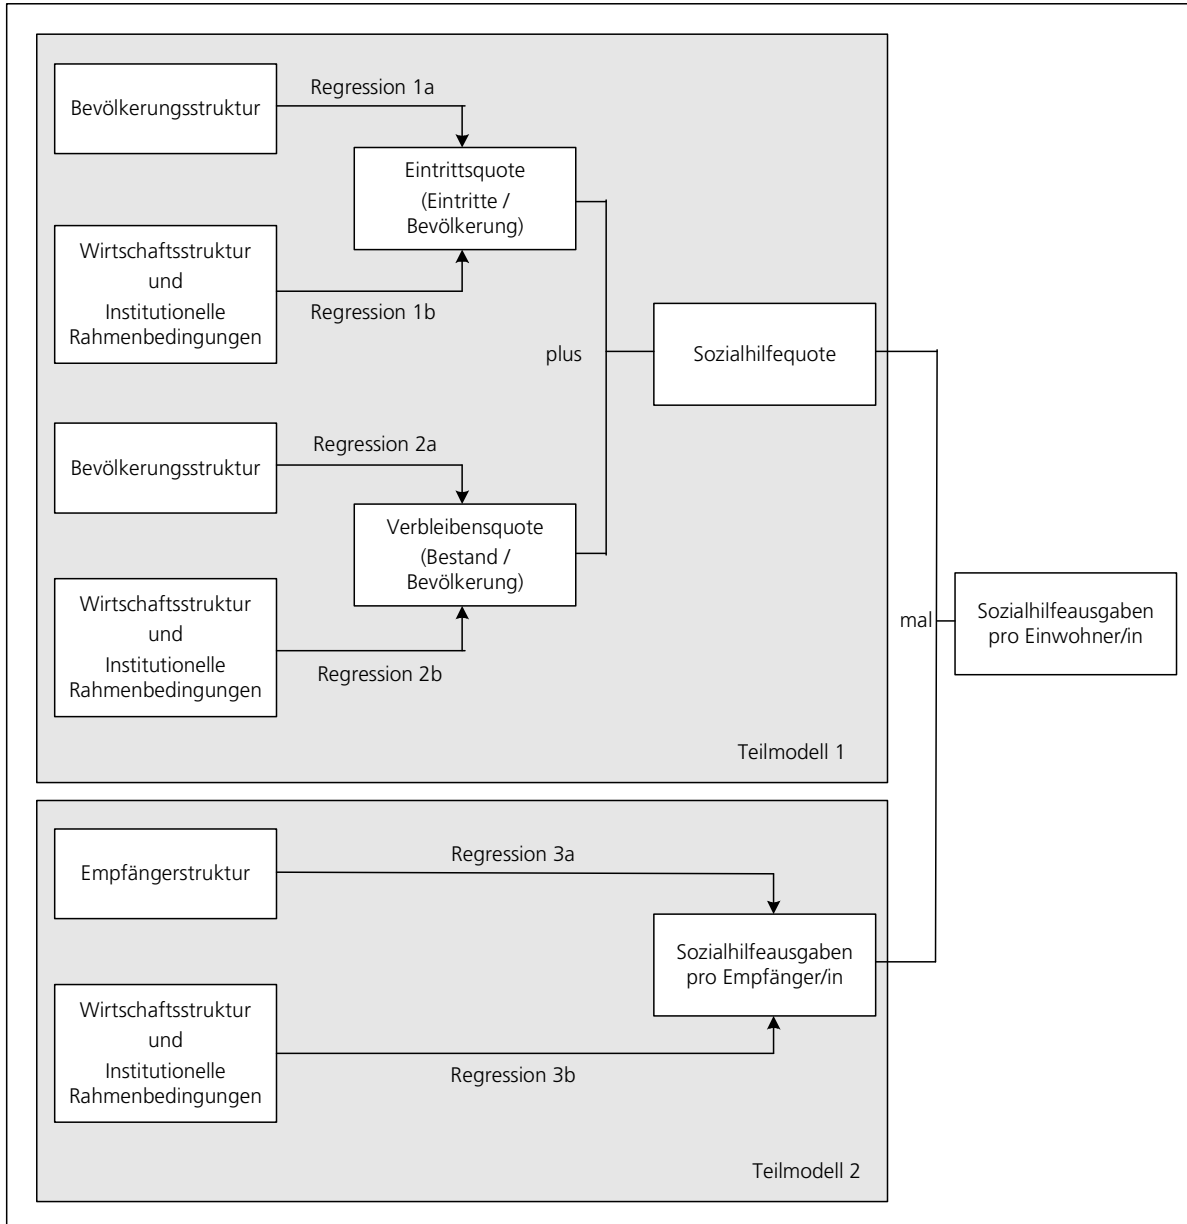 Bevölkerungsstruktur
Regression 1a
Eintrittsquote
(Eintritte /
Bevölkerung)
Wirtschaftsstruktur
und
Institutionelle
Rahmenbedingungen
Regression 1b
plus
Sozialhilfequote
Bevölkerungsstruktur
Regression 2a
Verbleibensquote
(Bestand /
Bevölkerung)
Wirtschaftsstruktur
und
Institutionelle
Rahmenbedingungen
Regression 2b
mal
Sozialhilfeausgaben
pro Einwohner/in
Teilmodell 1
Empfängerstruktur
Regression 3a
Sozialhilfeausgaben
pro Empfänger/in
Wirtschaftsstruktur
und
Institutionelle
Rahmenbedingungen
Regression 3b
Teilmodell 2